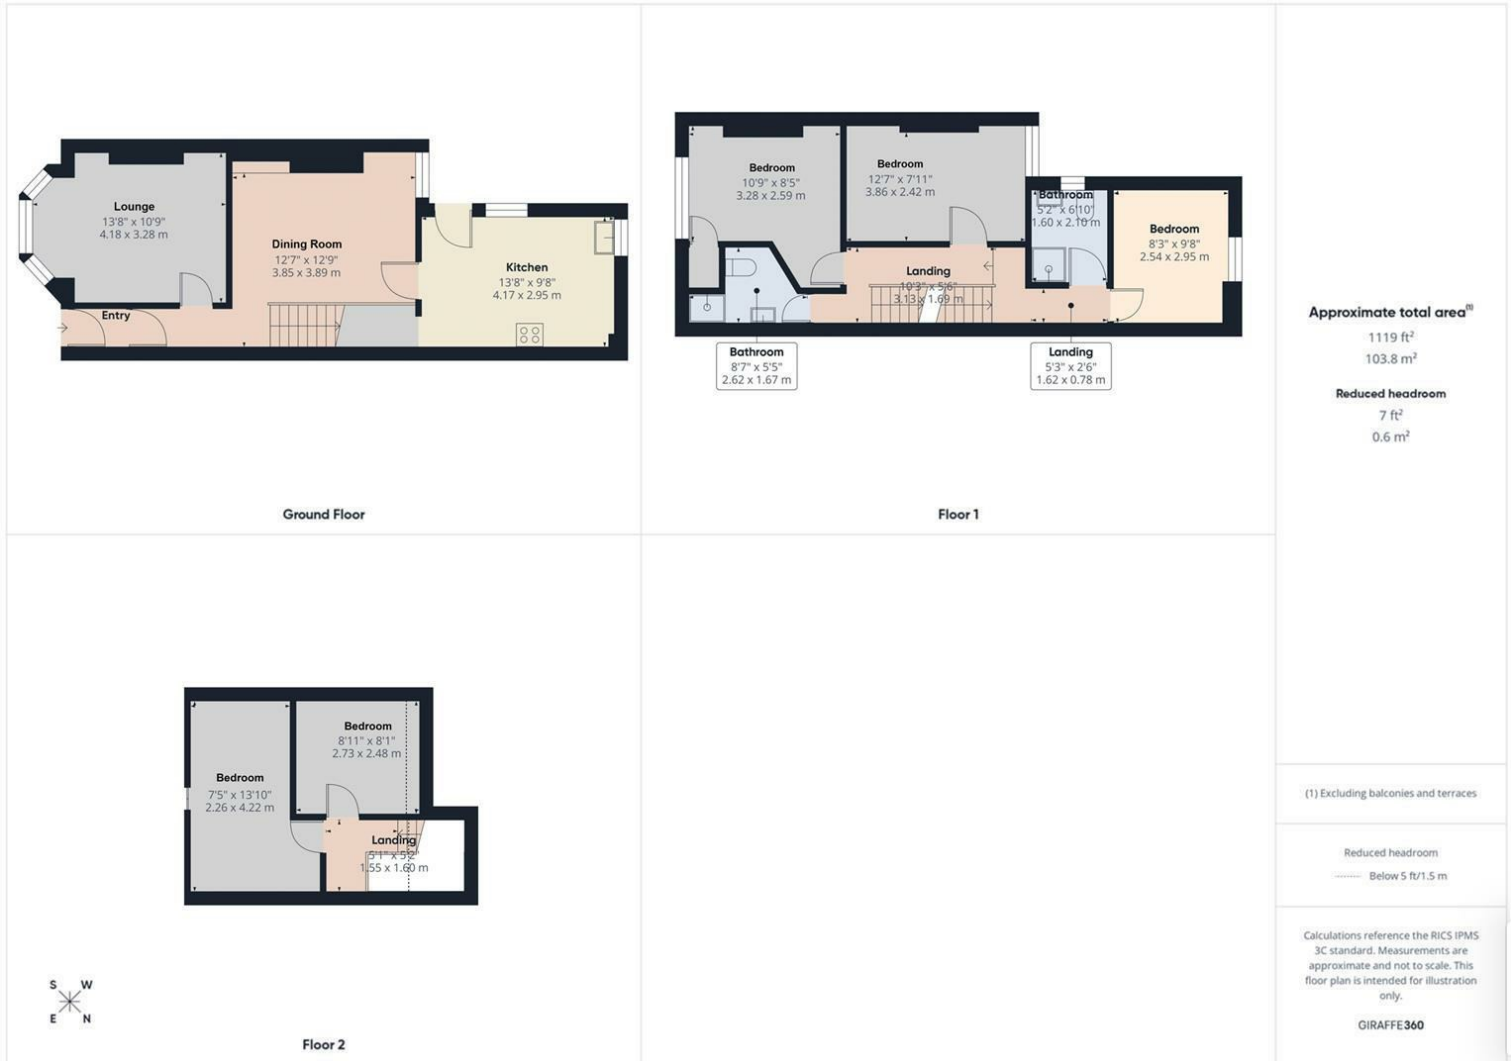 Lounge
13'8" x 10'9"
4.18 x 3.28 m
Dining Room
12'7" x 12'9"
3.85 x 3.89 m
Kitchen
13'8" x 9'8"
4.17 x 2.95 m
Entry
Ground Floor
Bedroom
10'9" x 8'5"
3.28 x 2.59 m
Bedroom
12'7" x 7'11"
3.86 x 2.42 m
Bathroom
5'2" x 6'10"
1.60 x 2.10 m
Bedroom
8'3" x 9'8"
2.54 x 2.95 m
Landing
10'3" x 5'6"
3.13 x 1.69 m
Bathroom
8'7" x 5'5"
2.62 x 1.67 m
Landing
5'3" x 2'6"
1.62 x 0.78 m
Floor 1
Bedroom
8'11" x 8'1"
2.73 x 2.48 m
Bedroom
7'5" x 13'10"
2.26 x 4.22 m
Landing
5'1" x 5'2"
1.55 x 1.60 m
S W
E N
Floor 2
Approximate total area(1)
1119 ft²
103.8 m²
Reduced headroom
7 ft²
0.6 m²
(1) Excluding balconies and terraces
Reduced headroom
Below 5 ft/1.5 m
Calculations reference the RICS IPMS
3C standard. Measurements are
approximate and not to scale. This
floor plan is intended for illustration
only.
GIRAFFE360